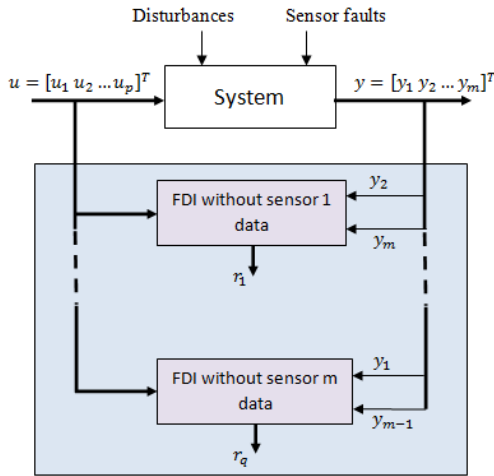 Disturbances Sensor faults
u = [u₁ u₂ … uₚ]ᵀ y = [y₁ y₂ … yₘ]ᵀ
System
FDI without sensor 1
data
y₂
yₘ
r₁
FDI without sensor m
data
y₁
yₘ₋₁
r_q